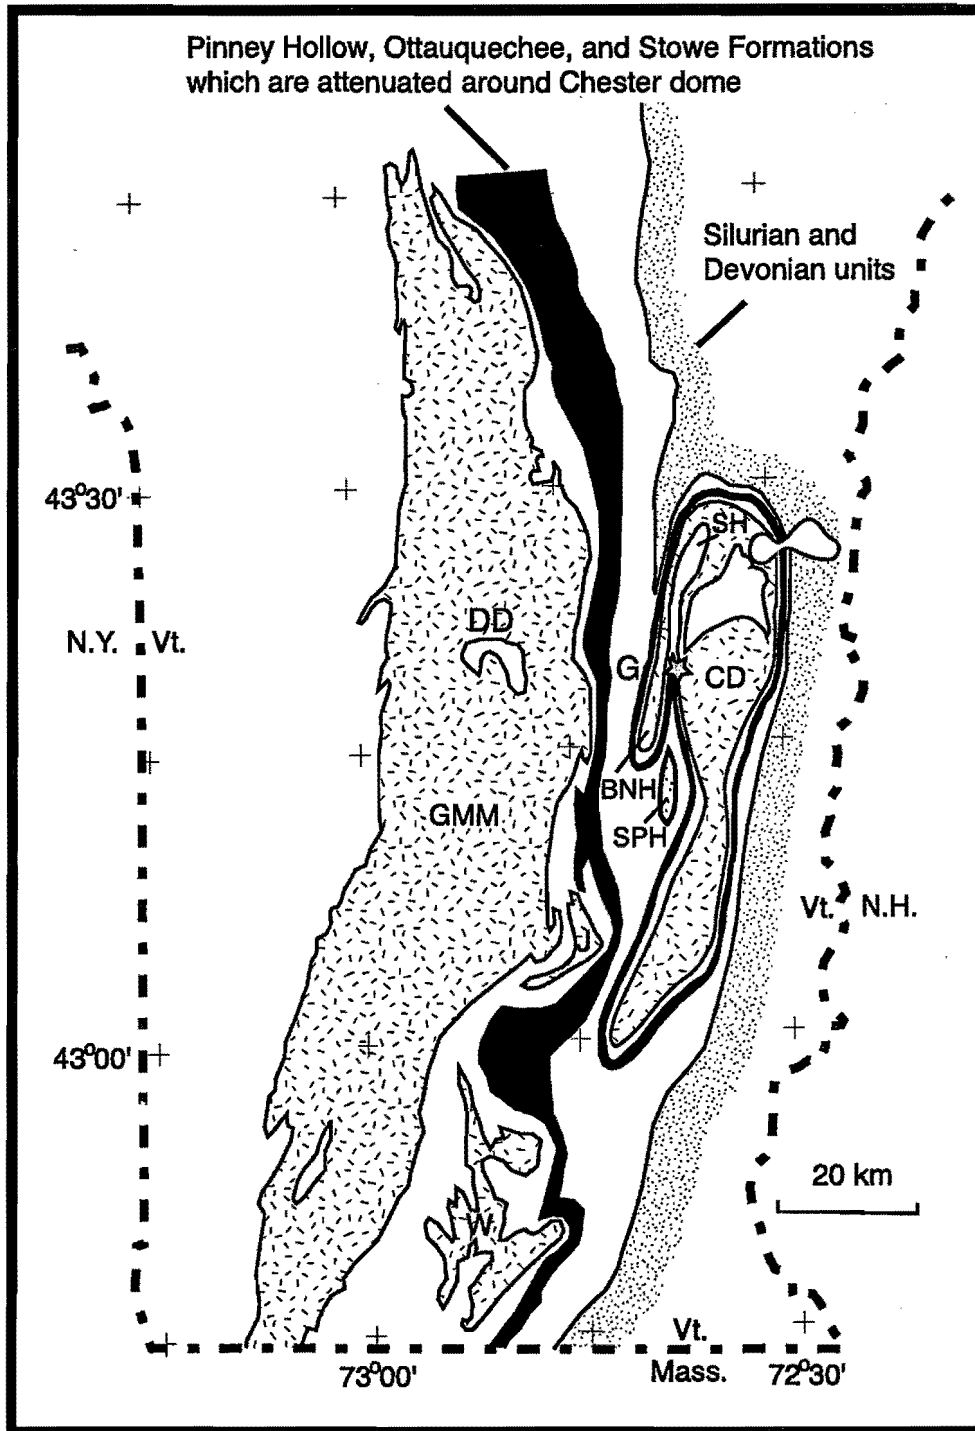 Pinney Hollow, Ottauquechee, and Stowe Formations
which are attenuated around Chester dome
Silurian and
Devonian units
43°30'
SH
N.Y.
Vt.
DD
G
CD
BNH
GMM
SPH
Vt.
N.H.
J
43°00'
20 km
W
Vt.
Mass.
73°00'
72°30'